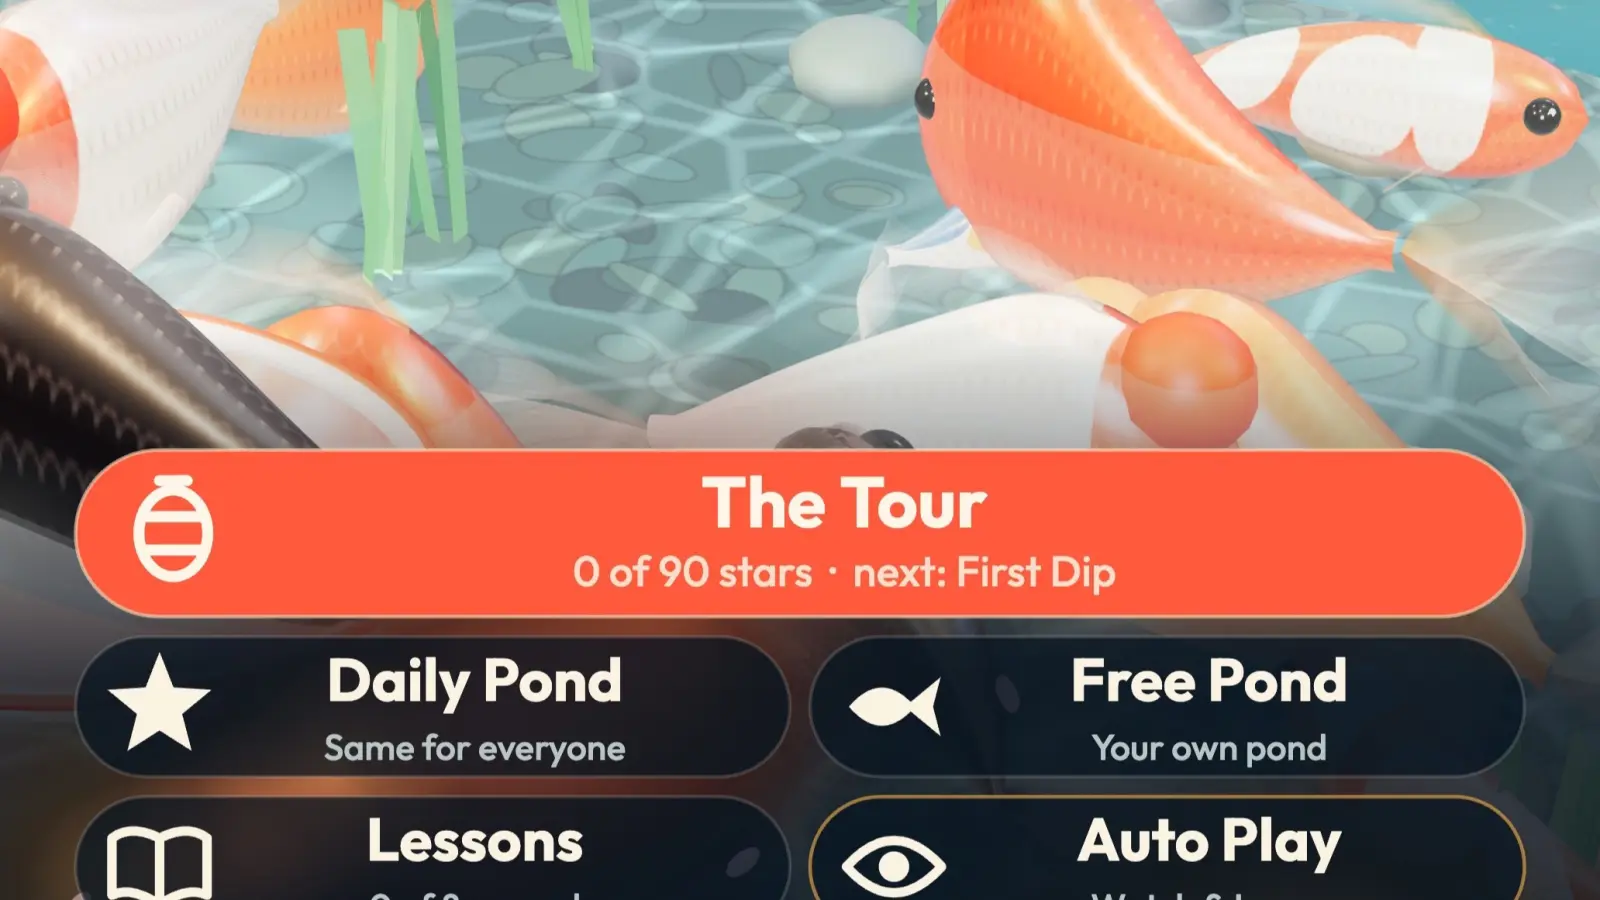 The Tour
0 of 90 stars · next: First Dip
Daily Pond
Same for everyone
Free Pond
Your own pond
Lessons
Auto Play